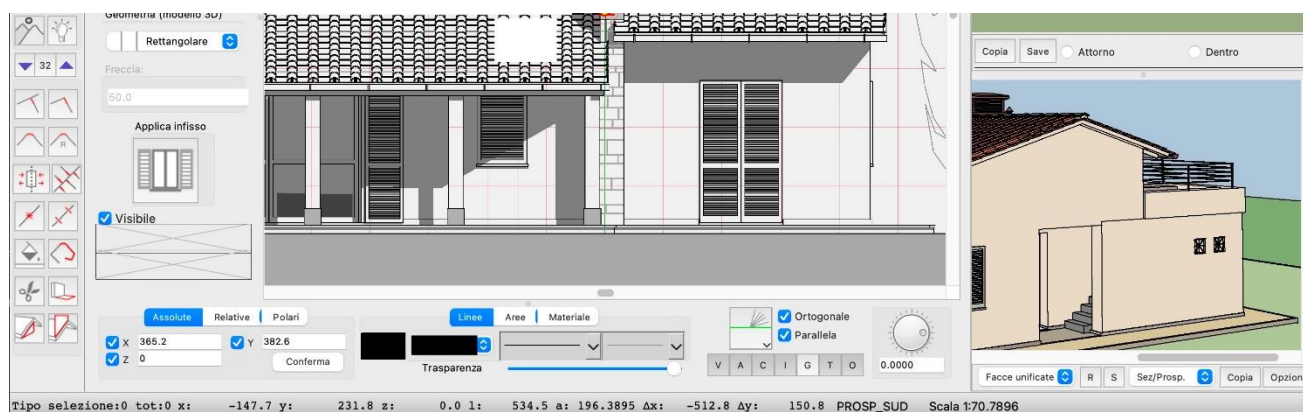 Geometria (modello 3D)
Rettangolare
32
Freccia:
50.0
Applica infisso
R
Visibile
Assolute Relative Polari
X 365.2 Y 382.6
Z 0 Conferma
Linee Aree Materiale
Trasparenza
Ortogonale
Parallela
V A C I G T O
0.0000
Copia Save Attorno Dentro
Facce unificate R S Sez/Prosp. Copia Opzion
Tipo selezione:0 tot:0 x: -147.7 y: 231.8 z: 0.0 l: 534.5 a: 196.3895 Δx: -512.8 Δy: 150.8 PROSP_SUD Scala 1:70.7896